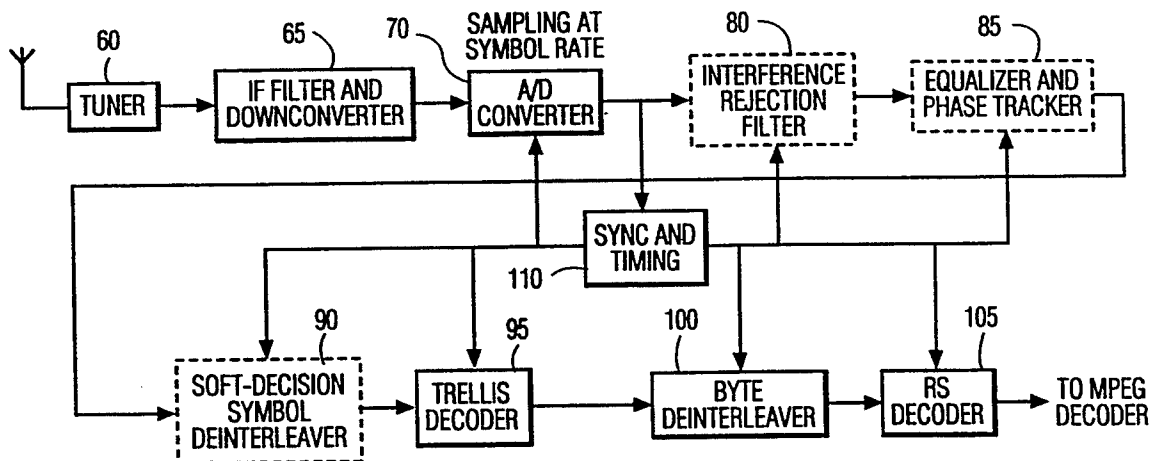 60
TUNER
65
IF FILTER AND
DOWNCONVERTER
70
SAMPLING AT
SYMBOL RATE
A/D
CONVERTER
80
INTERFERENCE
REJECTION
FILTER
85
EQUALIZER AND
PHASE TRACKER
SYNC AND
TIMING
110
90
SOFT-DECISION
SYMBOL
DEINTERLEAVER
95
TRELLIS
DECODER
100
BYTE
DEINTERLEAVER
105
RS
DECODER
TO MPEG
DECODER